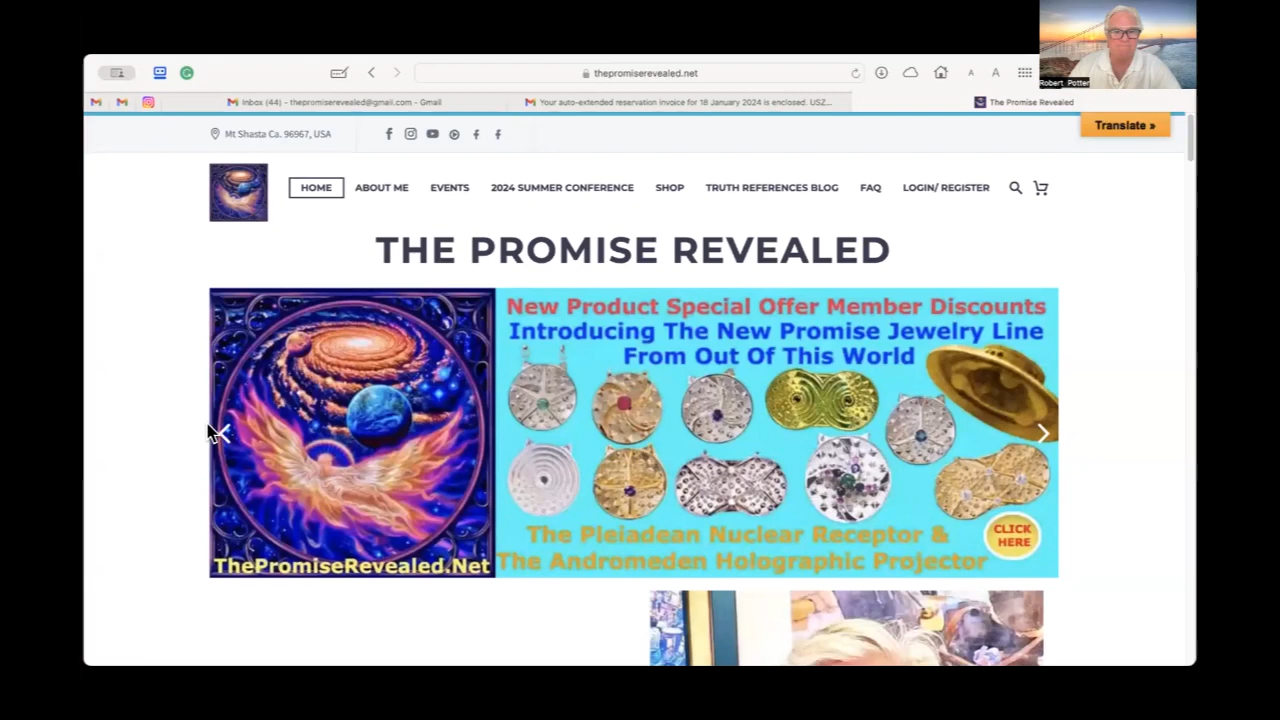 Robert Potter
thepromiserevealed.net
A A
Inbox (44) - thepromiserevealed@gmail.com - Gmail
Your auto-extended reservation invoice for 18 January 2024 is enclosed. USZ...
The Promise Revealed
Translate »
Mt Shasta Ca. 96967, USA
HOME
ABOUT ME
EVENTS
2024 SUMMER CONFERENCE
SHOP
TRUTH REFERENCES BLOG
FAQ
LOGIN/ REGISTER
THE PROMISE REVEALED
New Product Special Offer Member Discounts
Introducing The New Promise Jewelry Line
From Out Of This World
The Pleiadean Nuclear Receptor &
The Andromeden Holographic Projector
CLICK
HERE
ThePromiseRevealed.Net